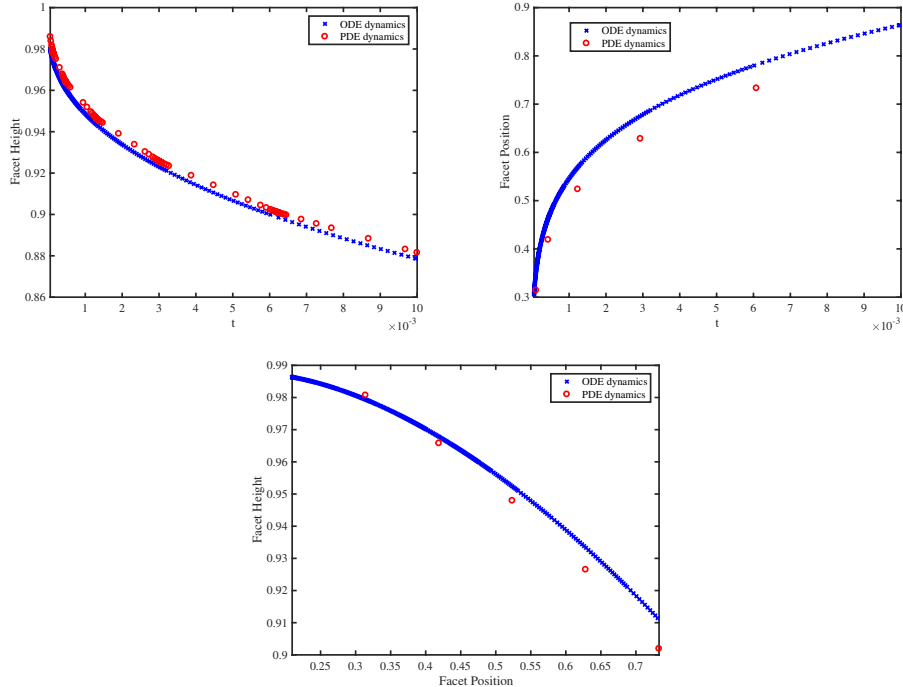 ODE dynamics
PDE dynamics
Facet Height
0.98
0.96
0.94
0.92
0.9
0.88
0.86
1 2 3 4 5 6 7 8 9 10
t
×10⁻³
ODE dynamics
PDE dynamics
Facet Position
0.9
0.8
0.7
0.6
0.5
0.4
0.3
1 2 3 4 5 6 7 8 9 10
t
×10⁻³
ODE dynamics
PDE dynamics
Facet Height
0.99
0.98
0.97
0.96
0.95
0.94
0.93
0.92
0.91
0.9
0.25 0.3 0.35 0.4 0.45 0.5 0.55 0.6 0.65 0.7
Facet Position